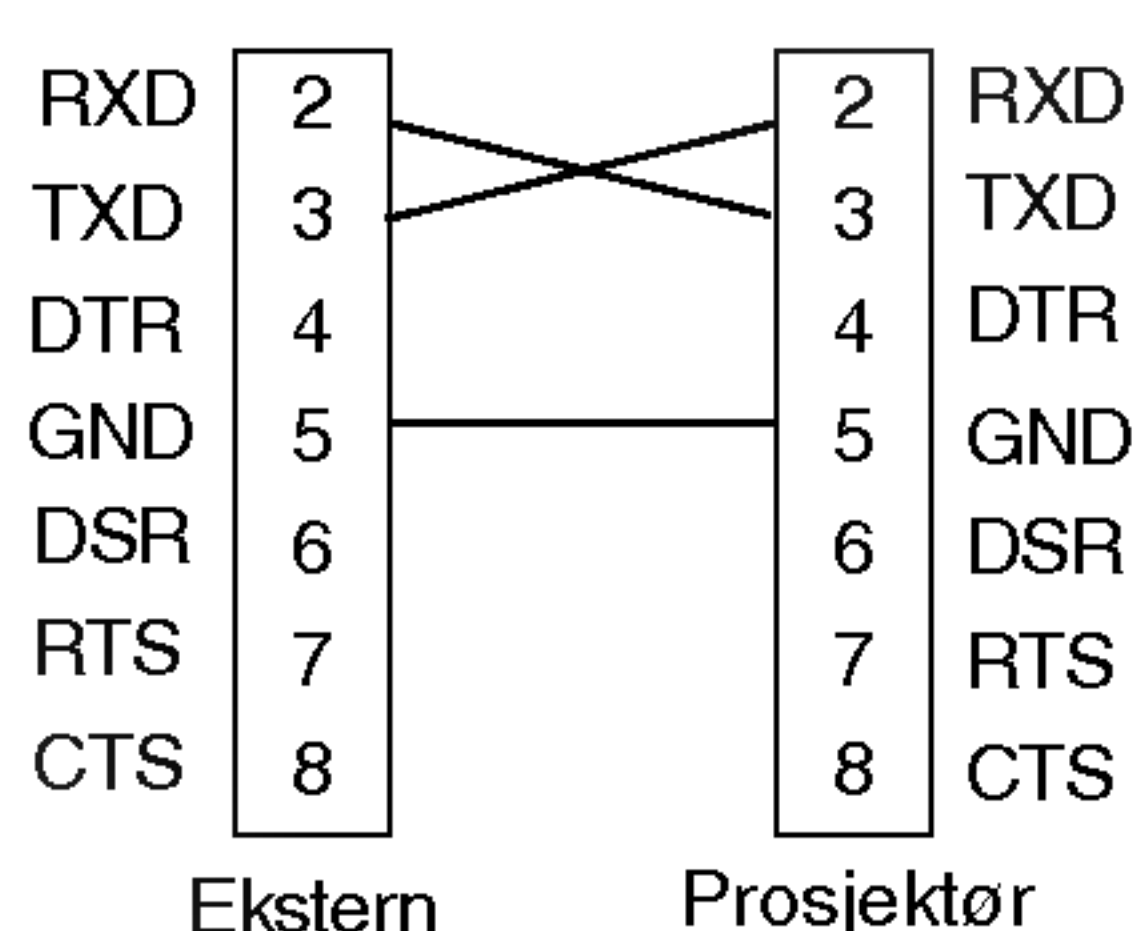 RXD 2 2 RXD
TXD 3 3 TXD
DTR 4 4 DTR
GND 5 5 GND
DSR 6 6 DSR
RTS 7 7 RTS
CTS 8 8 CTS
Ekstern Prosjektør